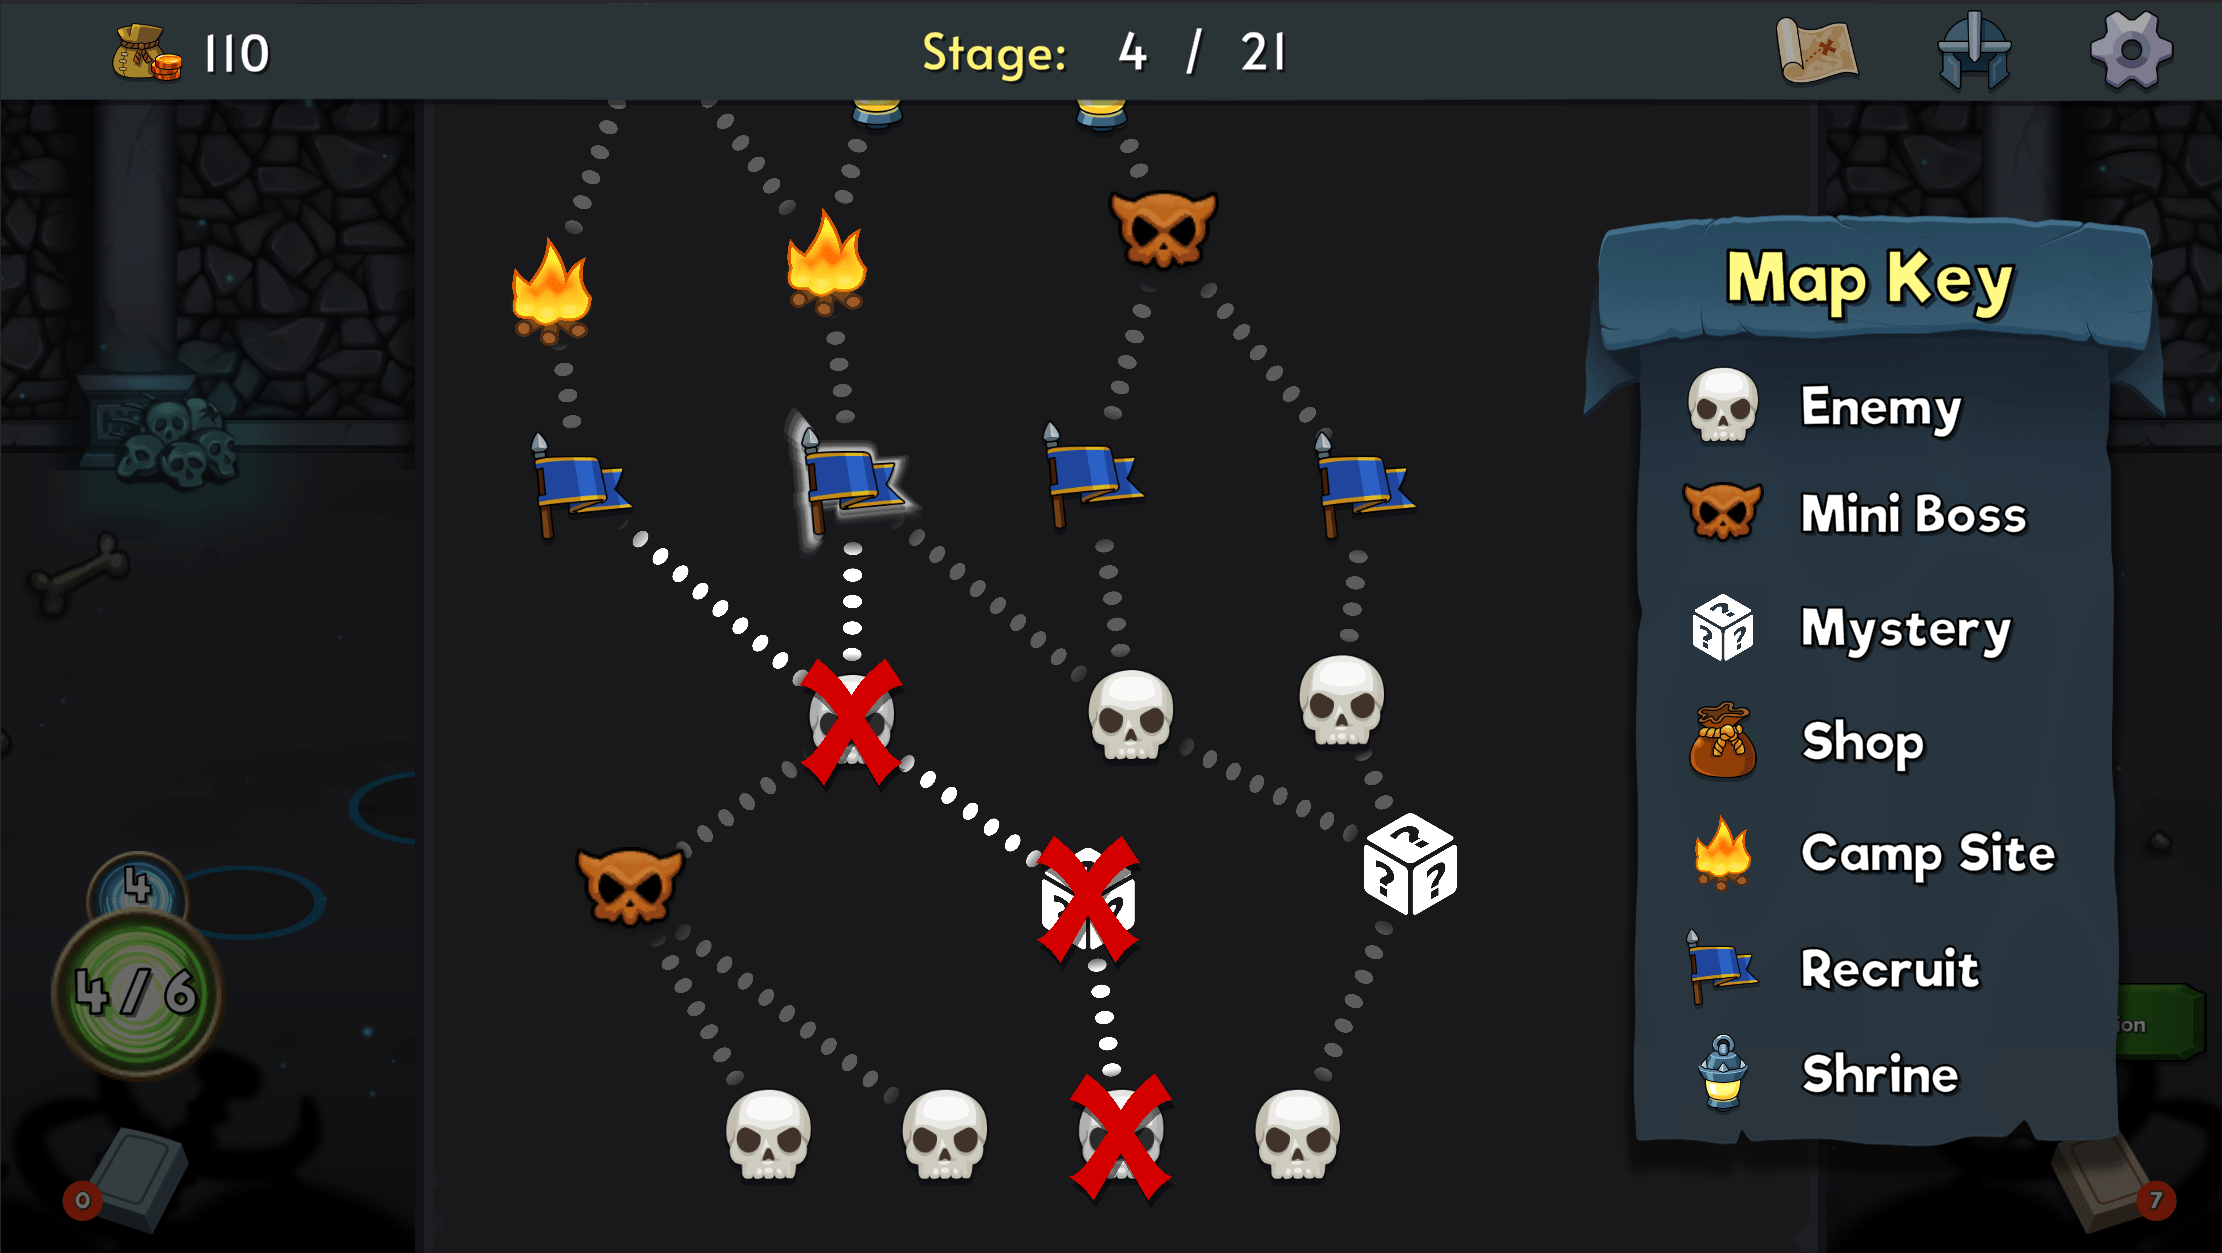 110
Stage: 4 / 21
Map Key
Enemy
Mini Boss
Mystery
? ? ?
Shop
Camp Site
Recruit
Shrine
? ? ?
4
4/6
ion
0
7